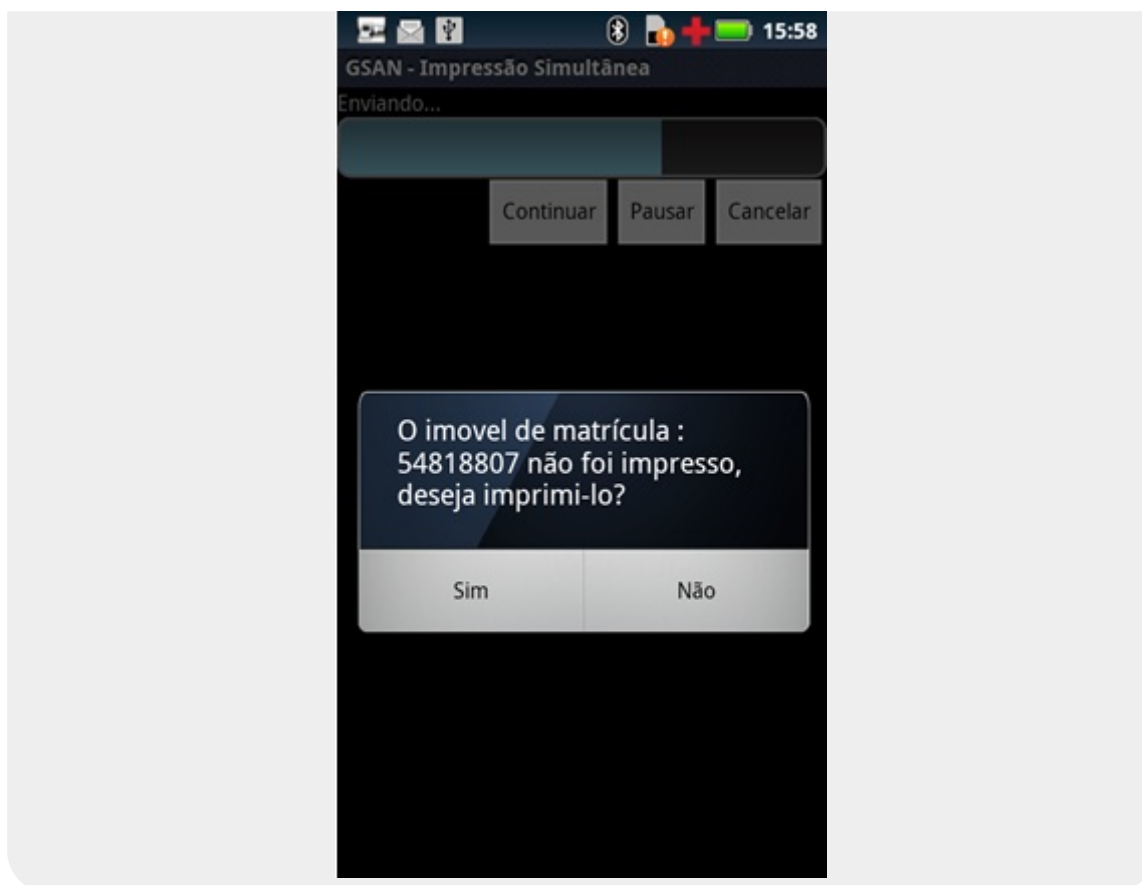 15:58
GSAN - Impressão Simultânea
Enviando...
Continuar Pausar Cancelar
O imovel de matrícula :
54818807 não foi impresso,
deseja imprimi-lo?
Sim Não